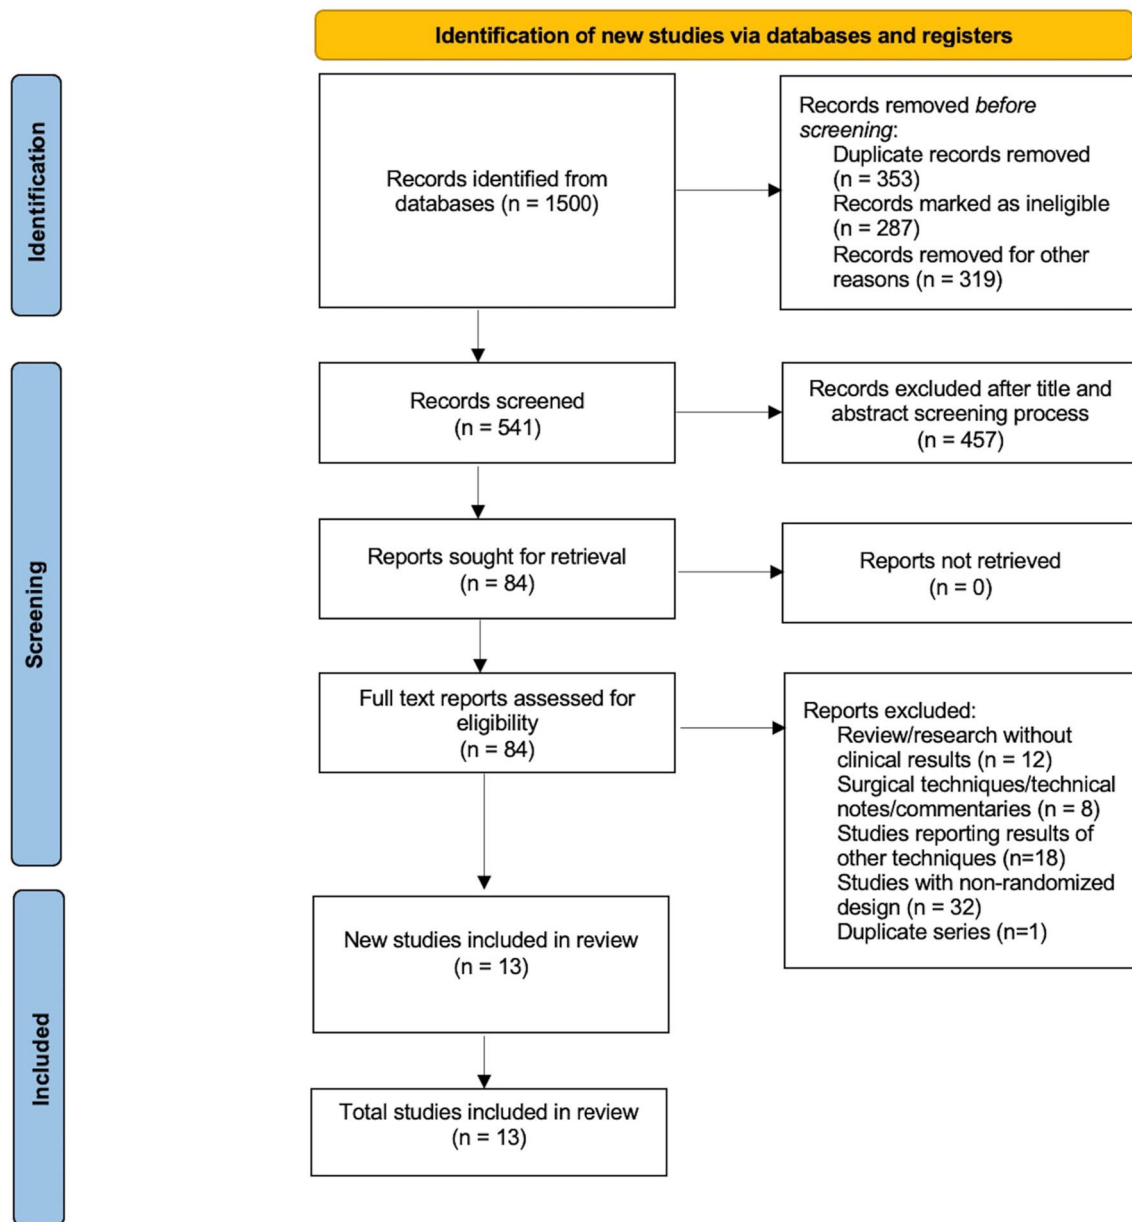 Identification of new studies via databases and registers
Identification
Records identified from
databases (n = 1500)
Records removed before
screening:
Duplicate records removed
(n = 353)
Records marked as ineligible
(n = 287)
Records removed for other
reasons (n = 319)
Screening
Records screened
(n = 541)
Records excluded after title and
abstract screening process
(n = 457)
Reports sought for retrieval
(n = 84)
Reports not retrieved
(n = 0)
Full text reports assessed for
eligibility
(n = 84)
Reports excluded:
Review/research without
clinical results (n = 12)
Surgical techniques/technical
notes/commentaries (n = 8)
Studies reporting results of
other techniques (n=18)
Studies with non-randomized
design (n = 32)
Duplicate series (n=1)
Included
New studies included in review
(n = 13)
Total studies included in review
(n = 13)